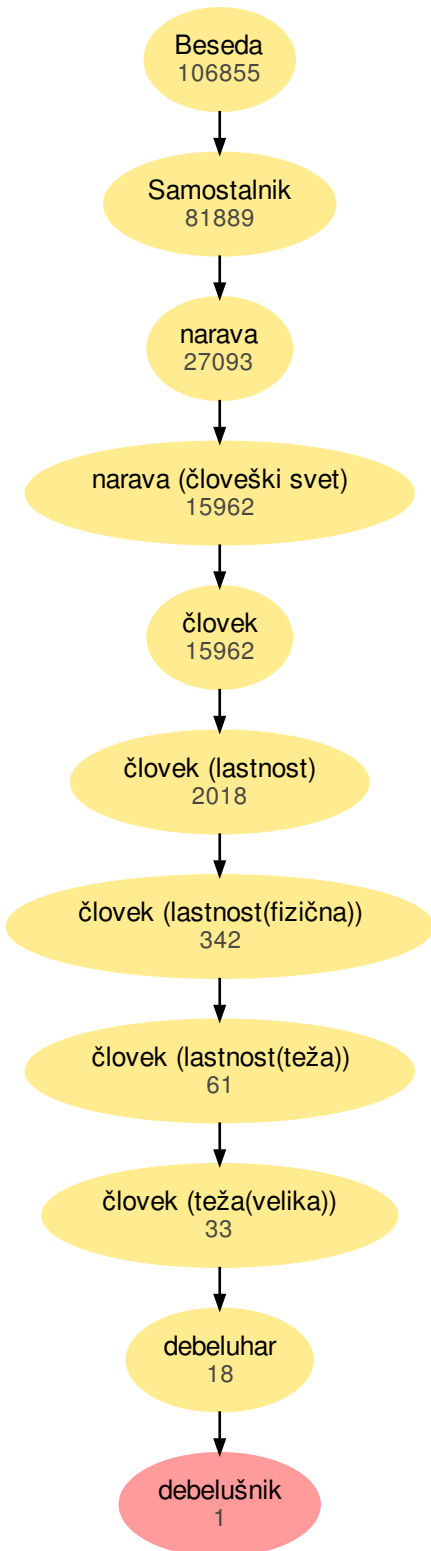 Beseda
106855
Samostalnik
81889
narava
27093
narava (človeški svet)
15962
človek
15962
človek (lastnost)
2018
človek (lastnost(fizična))
342
človek (lastnost(teža))
61
človek (teža(velika))
33
debeluhar
18
debelušnik
1